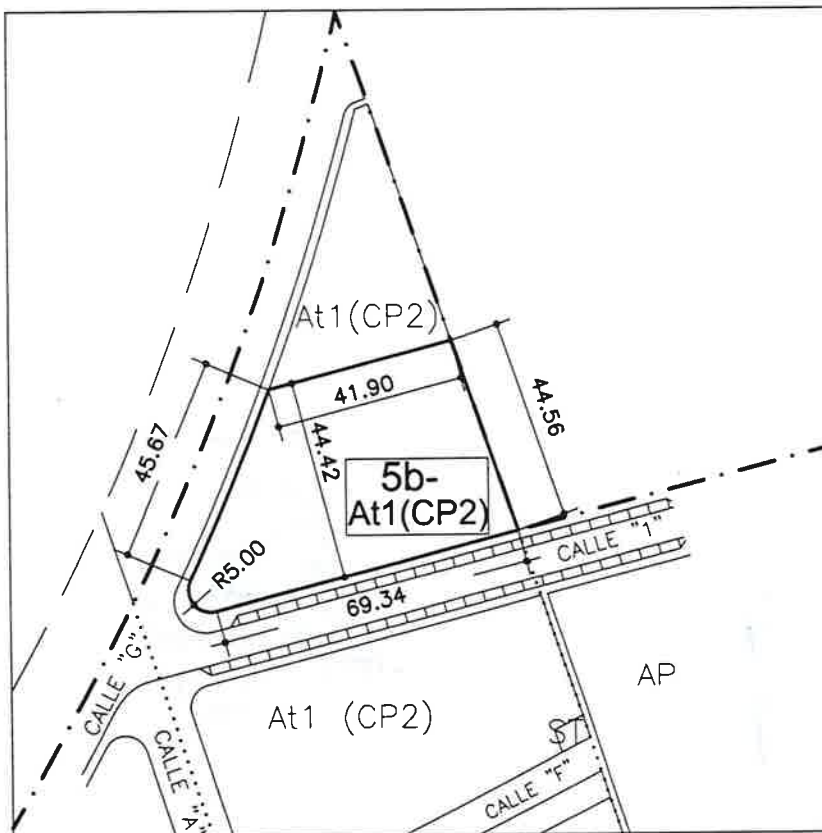 At1(CP2)
41.90
44.56
45.67
44.42
5b-
At1(CP2)
R5.00
CALLE "1"
69.34
CALLE "G"
AP
At1 (CP2)
ST
CALLE "A"
CALLE "F"